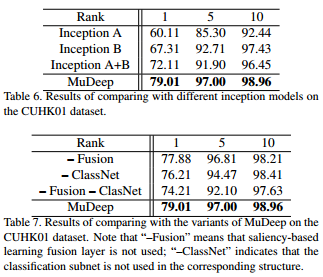 Rank 1 5 10
Inception A 60.11 85.30 92.44
Inception B 67.31 92.71 97.43
Inception A+B 72.11 91.90 96.45
MuDeep 79.01 97.00 98.96
Table 6. Results of comparing with different inception models on
the CUHK01 dataset.
Rank 1 5 10
– Fusion 77.88 96.81 98.21
– ClassNet 76.21 94.47 98.41
– Fusion – ClasNet 74.21 92.10 97.63
MuDeep 79.01 97.00 98.96
Table 7. Results of comparing with the variants of MuDeep on the
CUHK01 dataset. Note that “–Fusion” means that saliency-based
learning fusion layer is not used; “–ClassNet” indicates that the
classification subnet is not used in the corresponding structure.